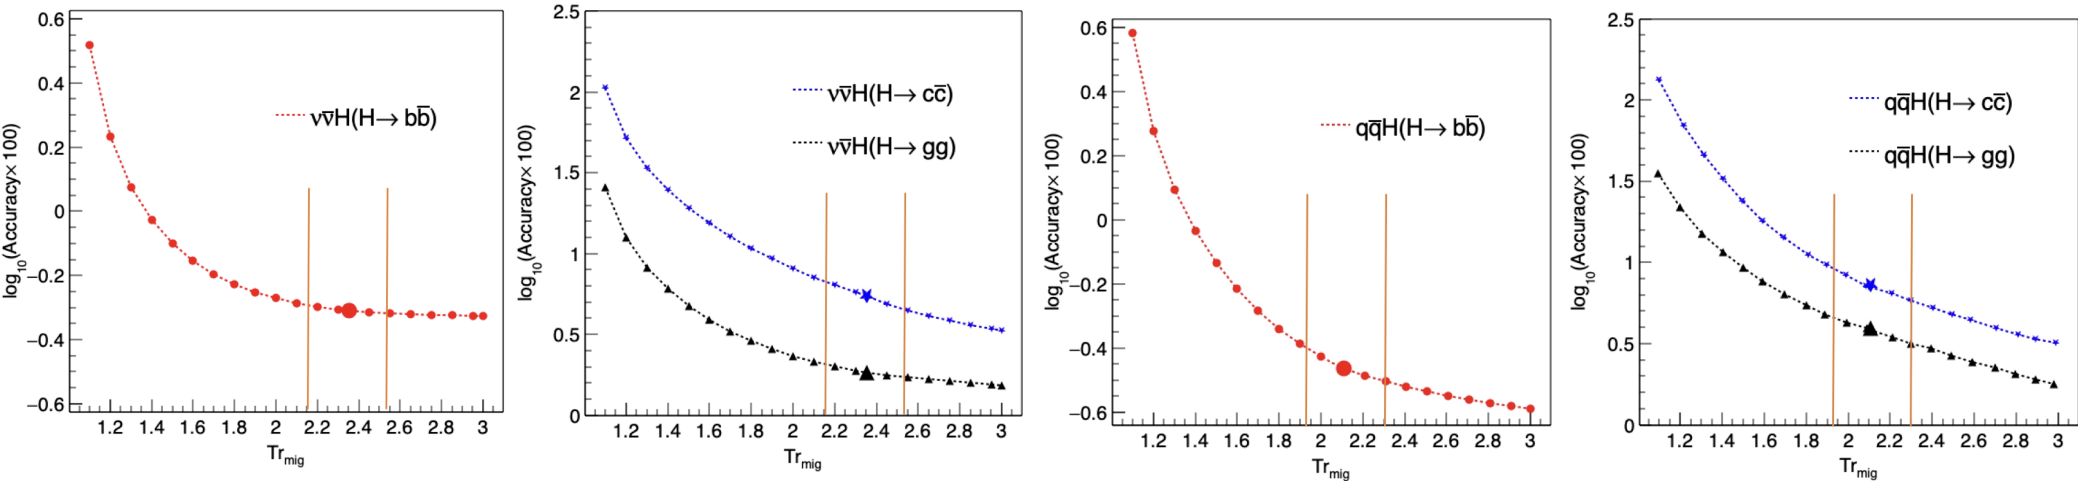 0.6
0.4
0.2
0
−0.2
−0.4
−0.6
log10(Accuracy× 100)
νν̅H(H→ bb̅)
1.2 1.4 1.6 1.8 2 2.2 2.4 2.6 2.8 3
Trmig
2.5
2
1.5
1
0.5
0
log10(Accuracy× 100)
νν̅H(H→ cc̅)
νν̅H(H→ gg)
1.2 1.4 1.6 1.8 2 2.2 2.4 2.6 2.8 3
Trmig
0.6
0.4
0.2
0
−0.2
−0.4
−0.6
log10(Accuracy× 100)
qq̅H(H→ bb̅)
1.2 1.4 1.6 1.8 2 2.2 2.4 2.6 2.8 3
Trmig
2.5
2
1.5
1
0.5
0
log10(Accuracy× 100)
qq̅H(H→ cc̅)
qq̅H(H→ gg)
1.2 1.4 1.6 1.8 2 2.2 2.4 2.6 2.8 3
Trmig